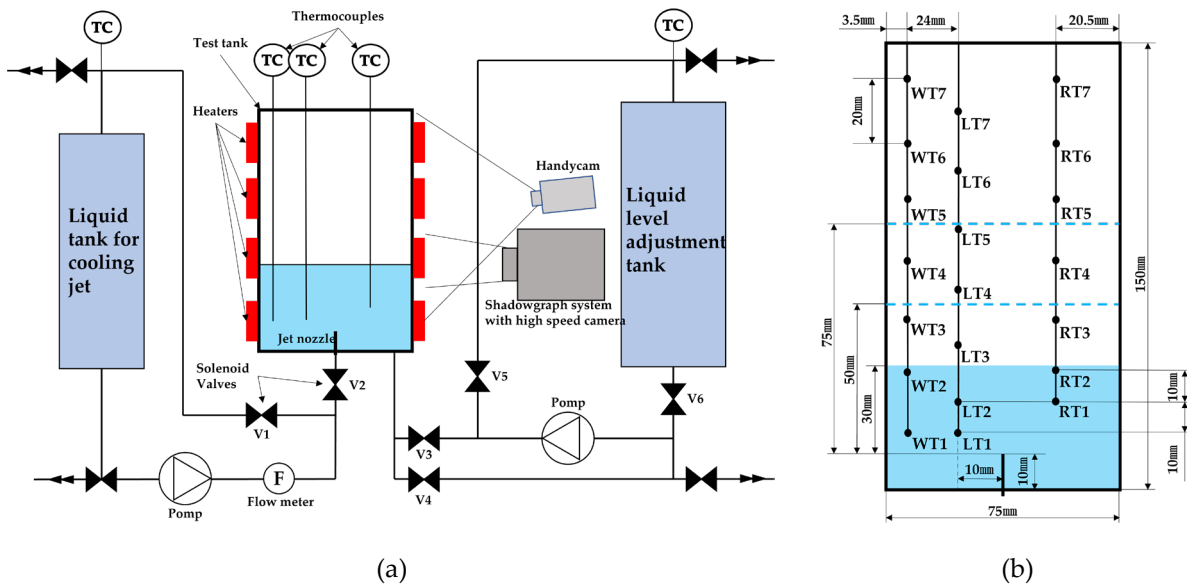 TC
Thermocouples
TC
Test tank
TC
TC
TC
Heaters
Handycam
Liquid
tank for
cooling
jet
Liquid
level
adjustment
tank
Shadowgraph system
with high speed camera
Jet nozzle
Solenoid
Valves
V2
V5
V6
Pomp
V1
V3
V4
F
Flow meter
Pomp
(a)
3.5mm
24mm
20.5mm
20mm
WT7
RT7
LT7
WT6
RT6
LT6
WT5
RT5
LT5
WT4
RT4
LT4
150mm
75mm
50mm
30mm
WT3
RT3
LT3
WT2
RT2
10mm
LT2
RT1
WT1
LT1
10mm
10mm
10mm
75mm
(b)